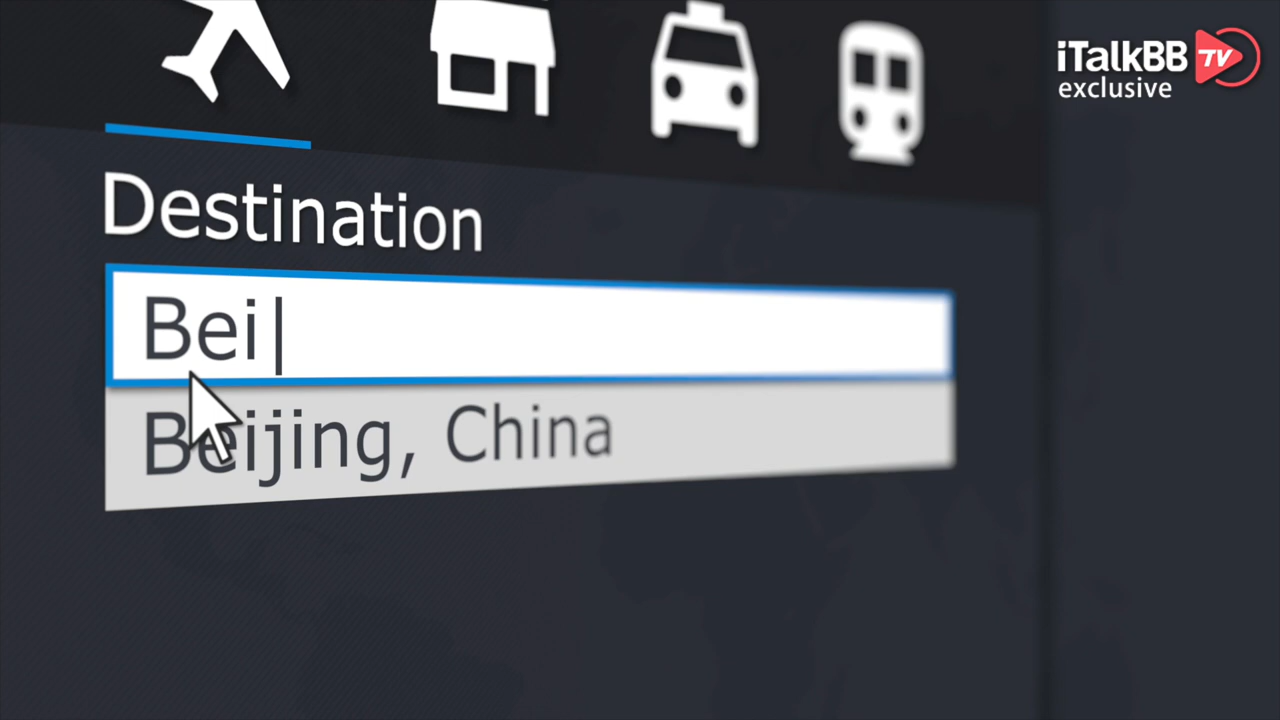 iTalkBB TV
exclusive
Destination
Bei
Beijing, China